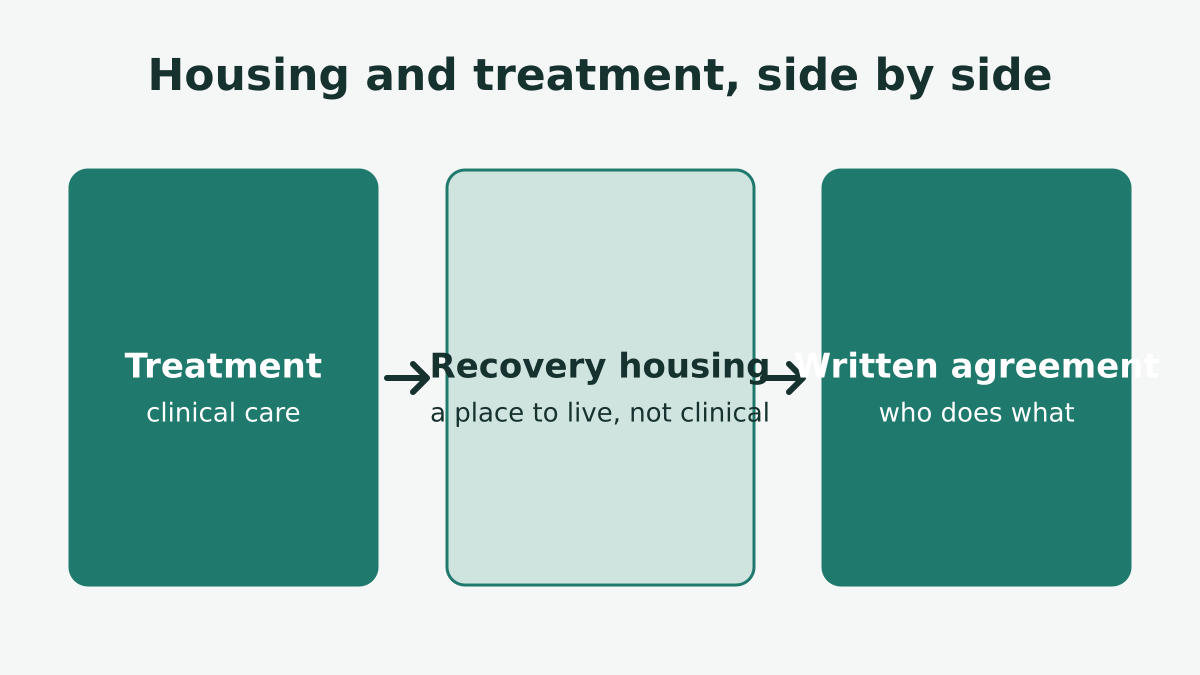 Housing and treatment, side by side
Treatment
clinical care
Recovery housing
a place to live, not clinical
Written agreement
who does what